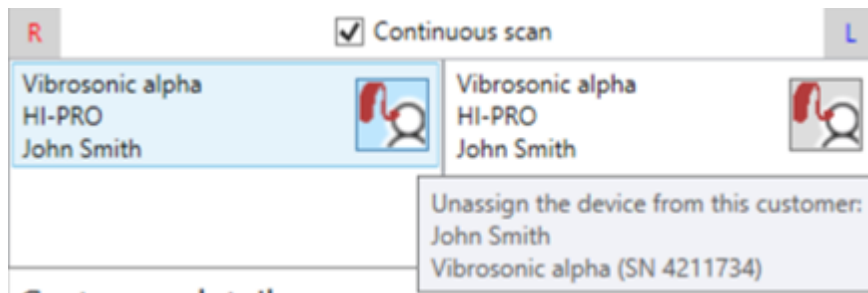 R
Continuous scan
L
Vibrosonic alpha
HI-PRO
John Smith
Vibrosonic alpha
HI-PRO
John Smith
Unassign the device from this customer:
John Smith
Vibrosonic alpha (SN 4211734)